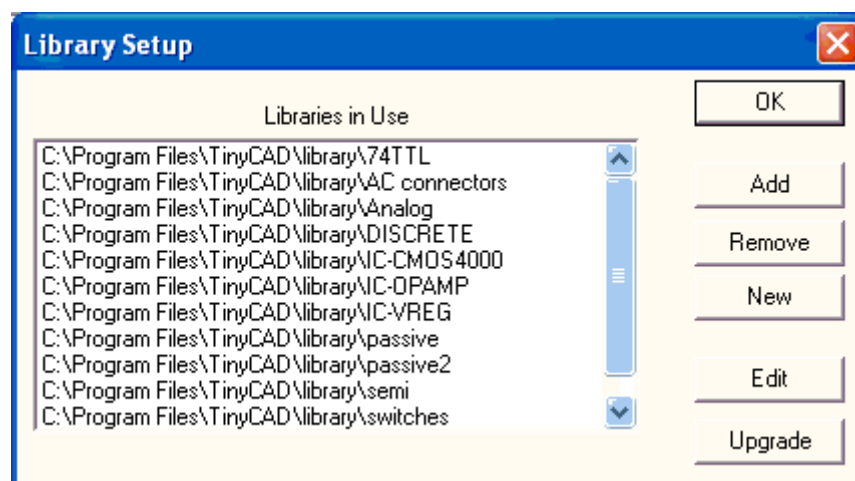 Library Setup
Libraries in Use
C:\Program Files\TinyCAD\library\74TTL
C:\Program Files\TinyCAD\library\AC connectors
C:\Program Files\TinyCAD\library\Analog
C:\Program Files\TinyCAD\library\DISCRETE
C:\Program Files\TinyCAD\library\IC-CMOS4000
C:\Program Files\TinyCAD\library\IC-OPAMP
C:\Program Files\TinyCAD\library\IC-VREG
C:\Program Files\TinyCAD\library\passive
C:\Program Files\TinyCAD\library\passive2
C:\Program Files\TinyCAD\library\semi
C:\Program Files\TinyCAD\library\switches
OK
Add
Remove
New
Edit
Upgrade